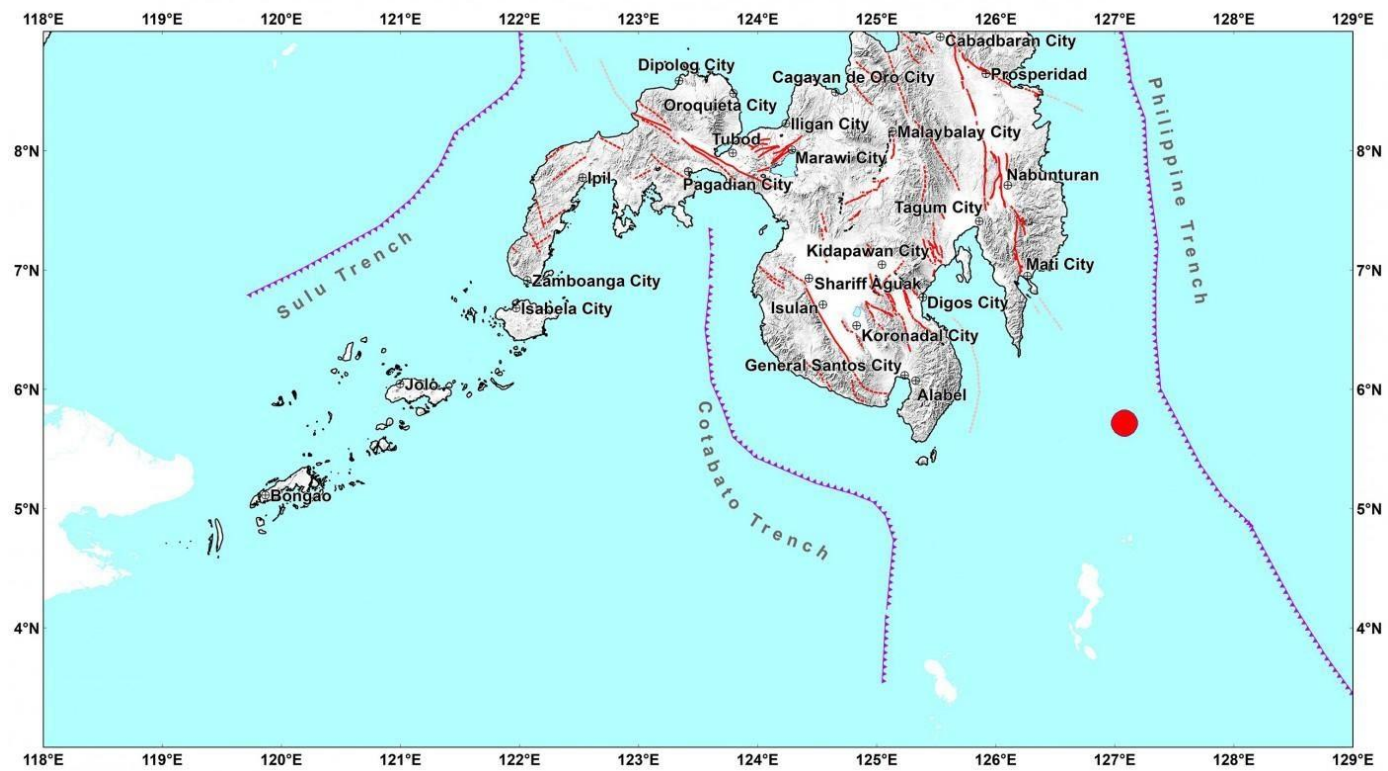 118°E 119°E 120°E 121°E 122°E 123°E 124°E 125°E 126°E 127°E 128°E 129°E
Cabadbaran City
Dipolog City
Cagayan de Oro City
Prosperidad
Oroquieta City
Iligan City
Tubod
Malaybalay City
8°N
Marawi City
8°N
Ipil
Pagadian City
Nabunturan
Tagum City
Philippine Trench
Kidapawan City
7°N
Mati City
7°N
Sulu Trench
Zamboanga City
Shariff Aguak
Isabela City
Isulan
Digos City
Koronadal City
General Santos City
6°N
Jolo
Alabel
6°N
Cotabato Trench
5°N
Bongao
5°N
4°N
4°N
118°E 119°E 120°E 121°E 122°E 123°E 124°E 125°E 126°E 127°E 128°E 129°E